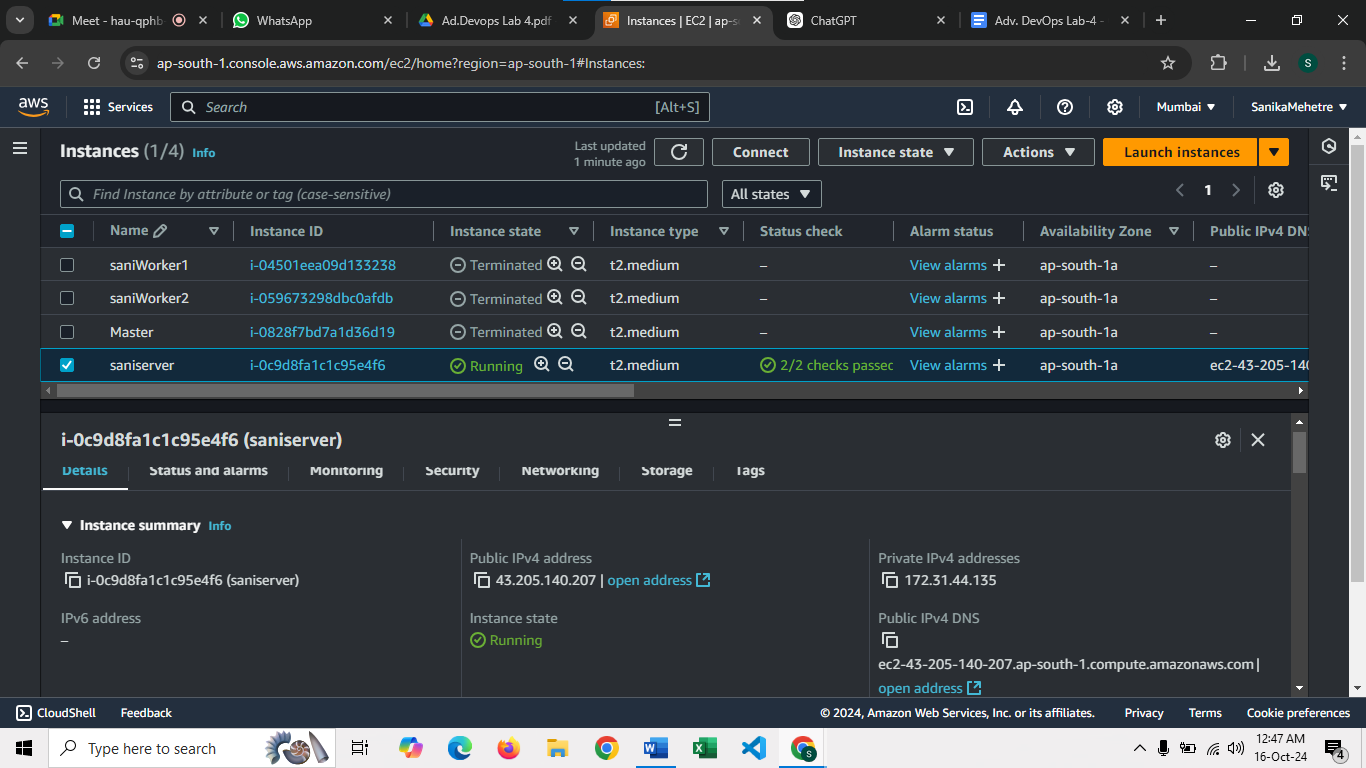 Meet - hau-qphb
WhatsApp
Ad.Devops Lab 4.pdf
Instances | EC2 | ap-s
ChatGPT
Adv. DevOps Lab-4 -
ap-south-1.console.aws.amazon.com/ec2/home?region=ap-south-1#Instances:
S
aws
Services
Search
[Alt+S]
Mumbai
SanikaMehetre
Instances (1/4) Info
Last updated
1 minute ago
Connect
Instance state
Actions
Launch instances
Find Instance by attribute or tag (case-sensitive)
All states
1
Name Instance ID Instance state Instance type Status check Alarm status Availability Zone Public IPv4 DN
saniWorker1 i-04501eea09d133238 Terminated t2.medium – View alarms + ap-south-1a –
saniWorker2 i-059673298dbc0afdb Terminated t2.medium – View alarms + ap-south-1a –
Master i-0828f7bd7a1d36d19 Terminated t2.medium – View alarms + ap-south-1a –
saniserver i-0c9d8fa1c1c95e4f6 Running t2.medium 2/2 checks passec View alarms + ap-south-1a ec2-43-205-140
i-0c9d8fa1c1c95e4f6 (saniserver)
Details Status and alarms Monitoring Security Networking Storage Tags
Instance summary Info
Instance ID
i-0c9d8fa1c1c95e4f6 (saniserver)
Public IPv4 address
43.205.140.207 | open address
Private IPv4 addresses
172.31.44.135
IPv6 address
–
Instance state
Running
Public IPv4 DNS
ec2-43-205-140-207.ap-south-1.compute.amazonaws.com |
open address
CloudShell Feedback © 2024, Amazon Web Services, Inc. or its affiliates. Privacy Terms Cookie preferences
Type here to search
12:47 AM
16-Oct-24
4